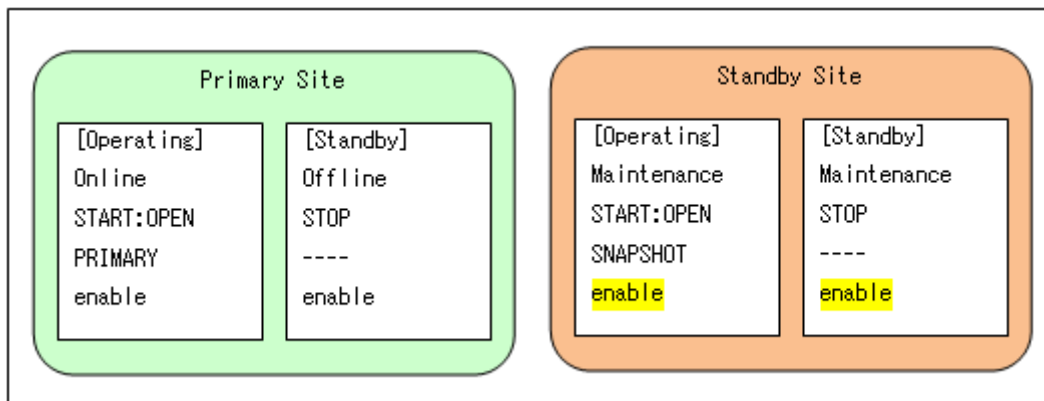 Primary Site
[Operating]
Online
START:OPEN
PRIMARY
enable
[Standby]
Offline
STOP
----
enable
Standby Site
[Operating]
Maintenance
START:OPEN
SNAPSHOT
enable
[Standby]
Maintenance
STOP
----
enable